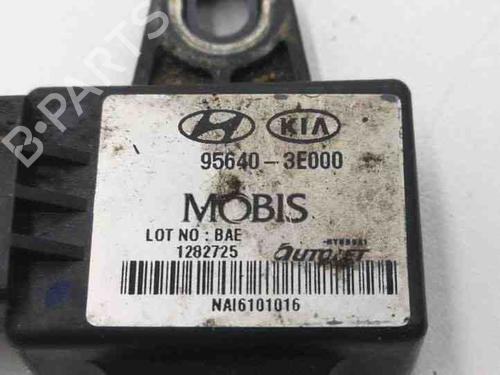 B-PARTS
KIA
95640-3E000
MOBIS
LOT NO : BAE
1282725
HYUNDAI
AUTONET
NAI6101016